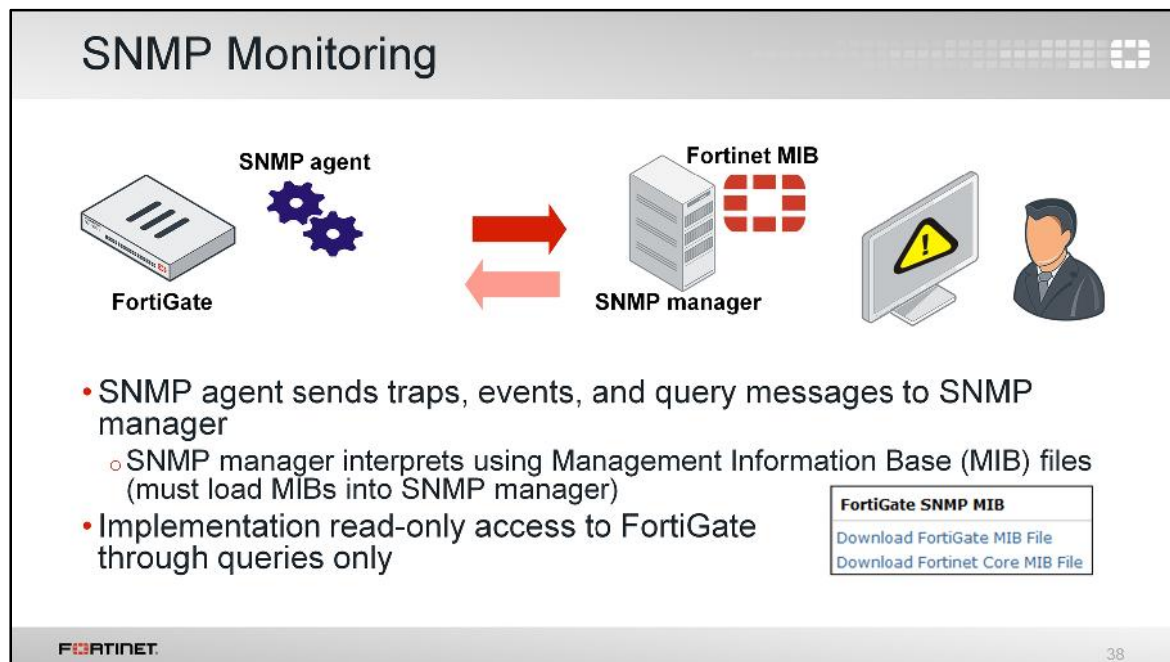 SNMP Monitoring
SNMP agent
Fortinet MIB
FortiGate
SNMP manager
!
• SNMP agent sends traps, events, and query messages to SNMP
manager
o SNMP manager interprets using Management Information Base (MIB) files
(must load MIBs into SNMP manager)
• Implementation read-only access to FortiGate
through queries only
FortiGate SNMP MIB
Download FortiGate MIB File
Download Fortinet Core MIB File
FORTINET
38